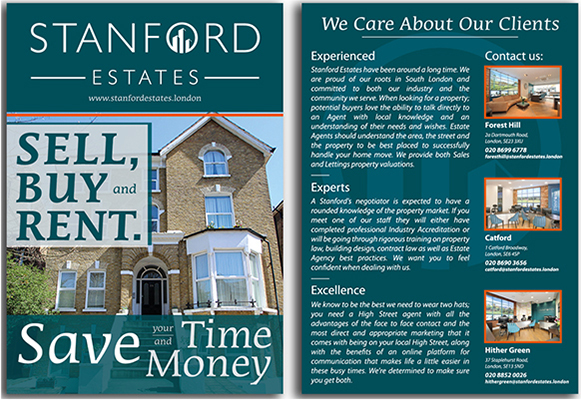 STANFORD
ESTATES
www.stanfordestates.london
SELL,
BUY and
RENT.
Save your and Time
Money
We Care About Our Clients
Experienced
Stanford Estates have been around a long time. We
are proud of our roots in South London and
committed to both our industry and the
community we serve. When looking for a property;
potential buyers love the ability to talk directly to
an Agent with local knowledge and an
understanding of their needs and wishes. Estate
Agents should understand the area, the street and
the property to be best placed to successfully
handle your home move. We provide both Sales
and Lettings property valuations.
Experts
A Stanford's negotiator is expected to have a
rounded knowledge of the property market. If you
meet one of our staff they will either have
completed professional Industry Accreditation or
will be going through rigorous training on property
law, building design, contract law as well as Estate
Agency best practices. We want you to feel
confident when dealing with us.
Excellence
We know to be the best we need to wear two hats;
you need a High Street agent with all the
advantages of the face to face contact and the
most direct and appropriate marketing that it
comes with being on your local High Street, along
with the benefits of an online platform for
communication that makes life a little easier in
these busy times. We're determined to make sure
you get both.
Contact us:
Forest Hill
2a Dartmouth Road,
London, SE23 3XU
020 8699 6778
foresthill@stanfordestates.london
Catford
1 Catford Broadway,
London, SE6 4SP
020 8690 3656
catford@stanfordestates.london
Hither Green
37 Staplehurst Road,
London, SE13 5ND
020 8852 0026
hithergreen@stanfordestates.london